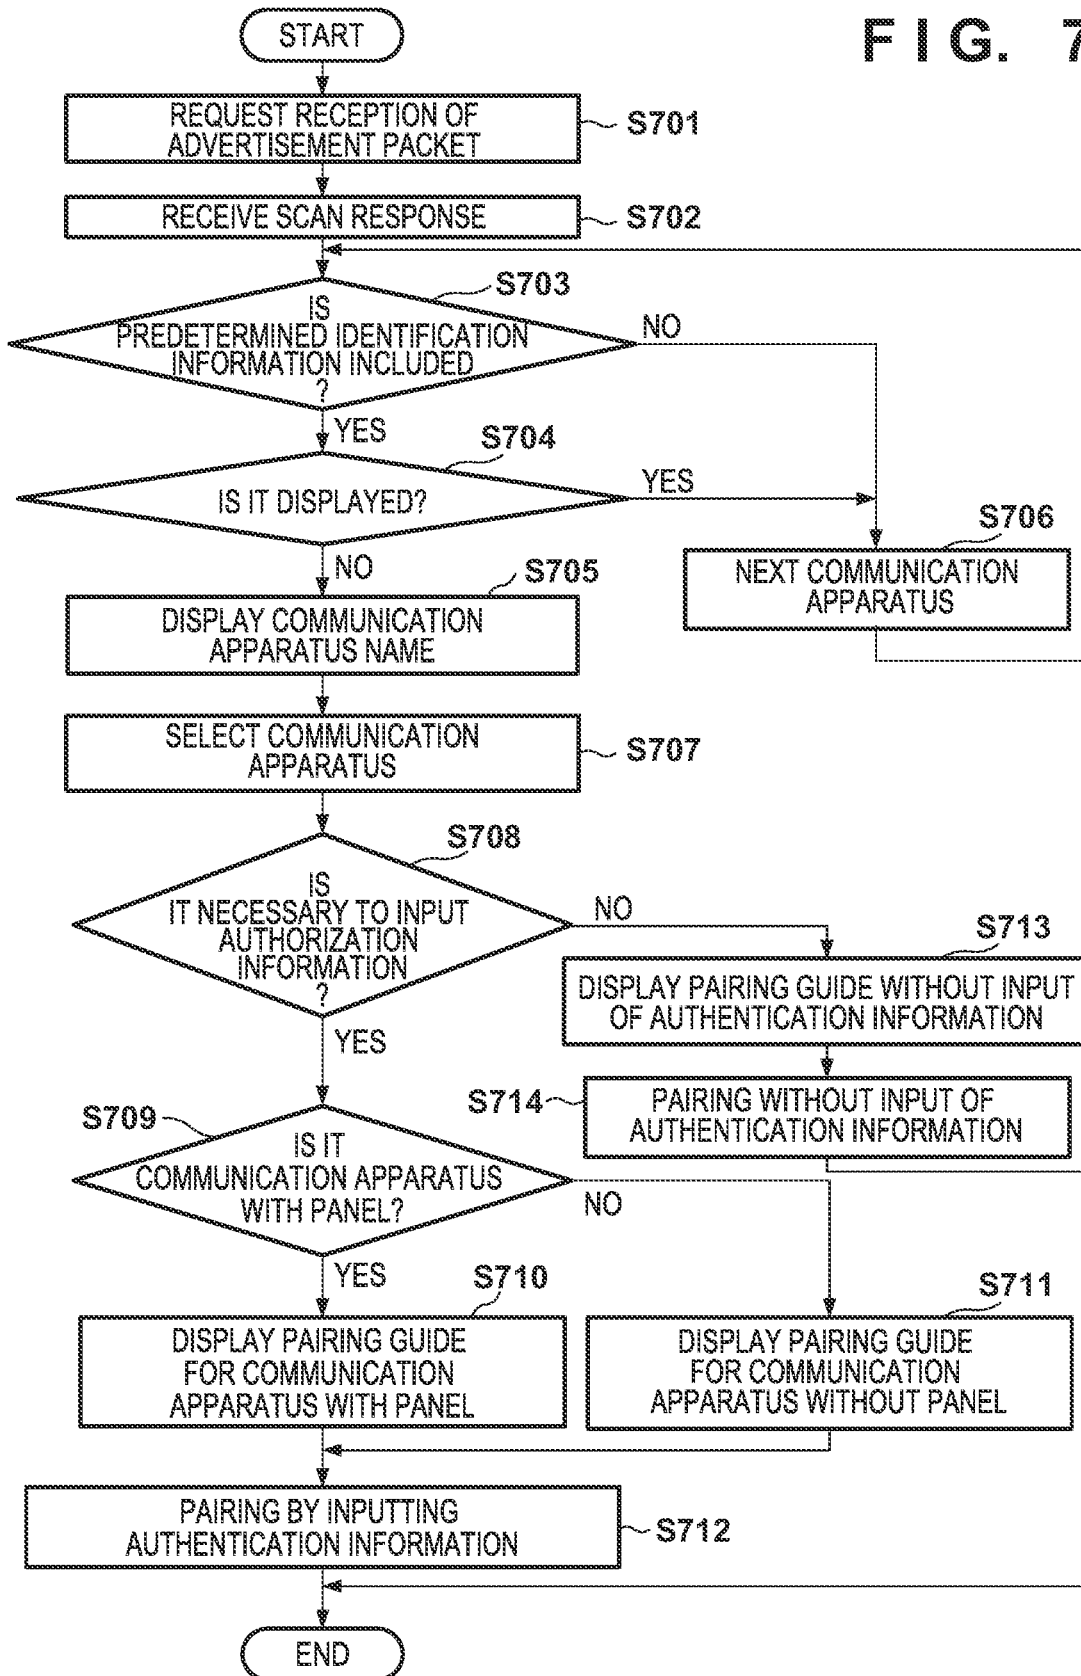 FIG. 7
START
REQUEST RECEPTION OF
ADVERTISEMENT PACKET
S701
RECEIVE SCAN RESPONSE
S702
S703
IS
PREDETERMINED IDENTIFICATION
INFORMATION INCLUDED
?
NO
YES
S704
IS IT DISPLAYED?
YES
NO
S706
NEXT COMMUNICATION
APPARATUS
S705
DISPLAY COMMUNICATION
APPARATUS NAME
SELECT COMMUNICATION
APPARATUS
S707
S708
IS
IT NECESSARY TO INPUT
AUTHORIZATION
INFORMATION
?
NO
YES
S713
DISPLAY PAIRING GUIDE WITHOUT INPUT
OF AUTHENTICATION INFORMATION
S714
PAIRING WITHOUT INPUT OF
AUTHENTICATION INFORMATION
S709
IS IT
COMMUNICATION APPARATUS
WITH PANEL?
NO
YES
S710
DISPLAY PAIRING GUIDE
FOR COMMUNICATION
APPARATUS WITH PANEL
S711
DISPLAY PAIRING GUIDE
FOR COMMUNICATION
APPARATUS WITHOUT PANEL
PAIRING BY INPUTTING
AUTHENTICATION INFORMATION
S712
END